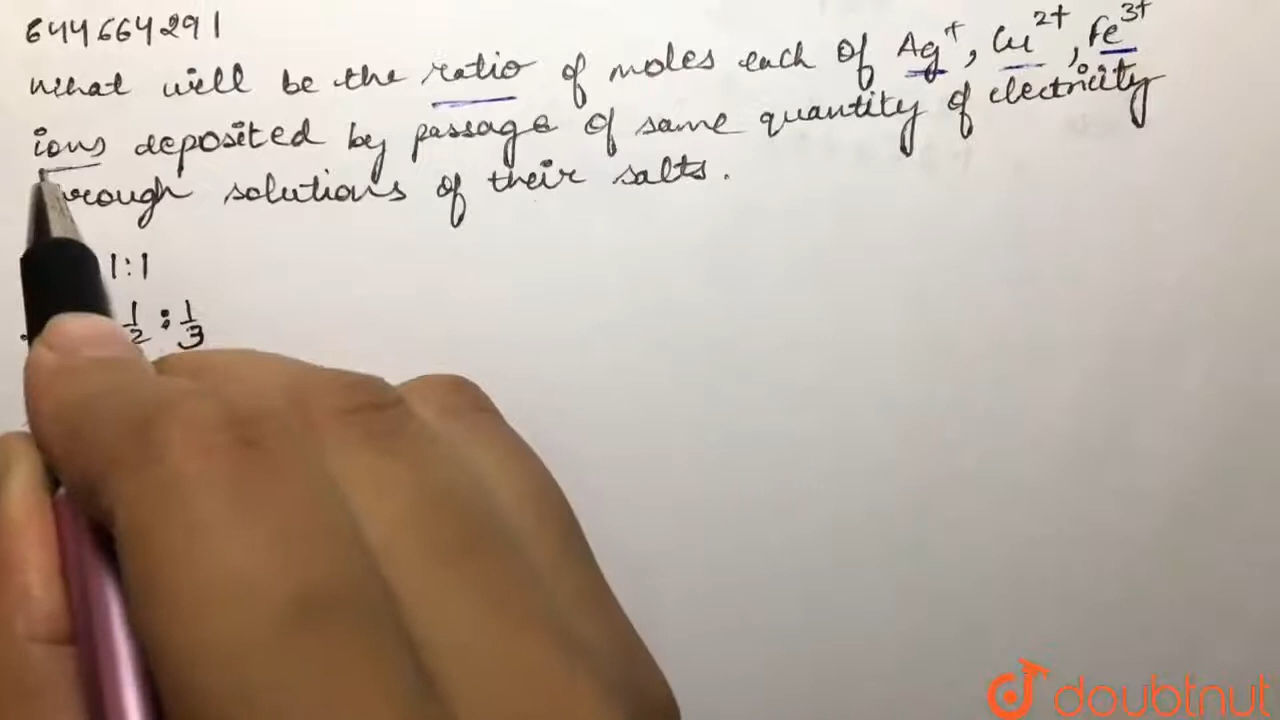 644664291
What will be the ratio of moles each of Ag⁺, Cu²⁺, Fe³⁺
ions deposited by passage of same quantity of electricity
through solutions of their salts.
1:1
1/2 : 1/3
doubtnut